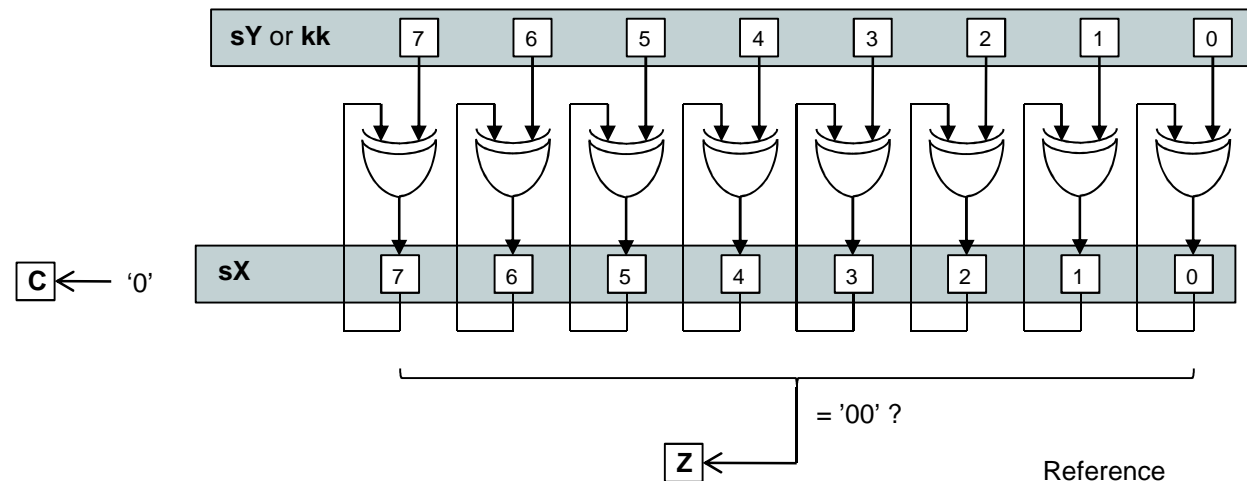 sY or kk 7 6 5 4 3 2 1 0
C ‘0’ sX 7 6 5 4 3 2 1 0
= ’00’ ?
Z
Reference